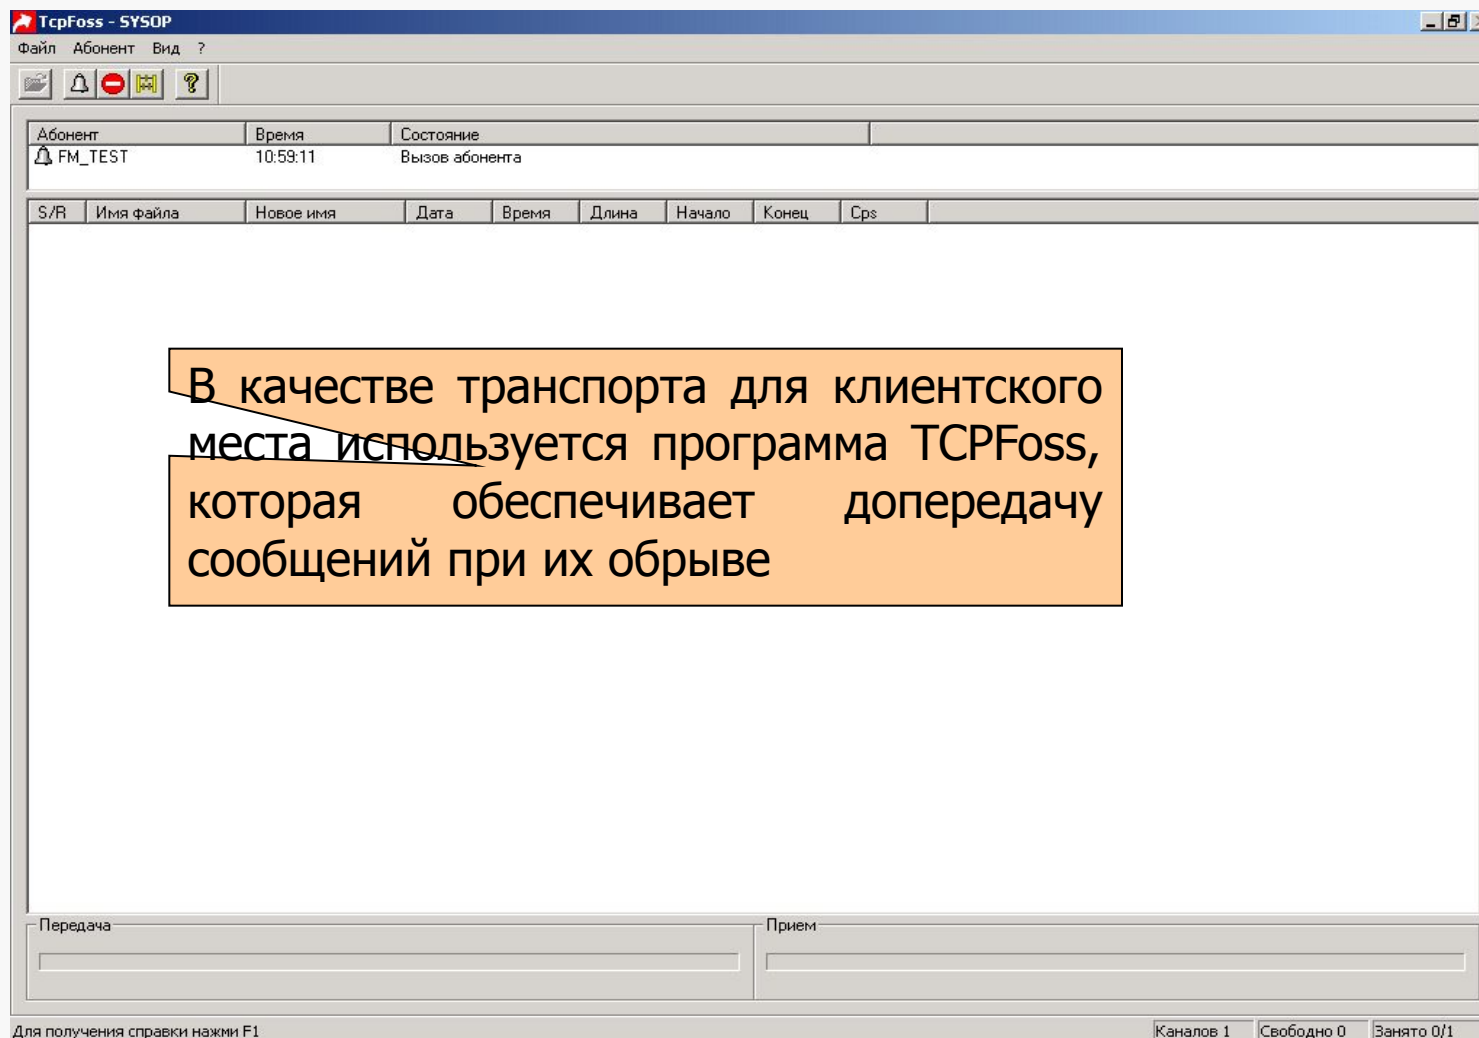 TcpFoss - SYSOP
Файл Абонент Вид ?
Абонент Время Состояние
FM_TEST 10:59:11 Вызов абонента
S/R Имя файла Новое имя Дата Время Длина Начало Конец Cps
В качестве транспорта для клиентского
места используется программа TCPFoss,
которая обеспечивает допередачу
сообщений при их обрыве
Передача Прием
Для получения справки нажми F1 Каналов 1 Свободно 0 Занято 0/1